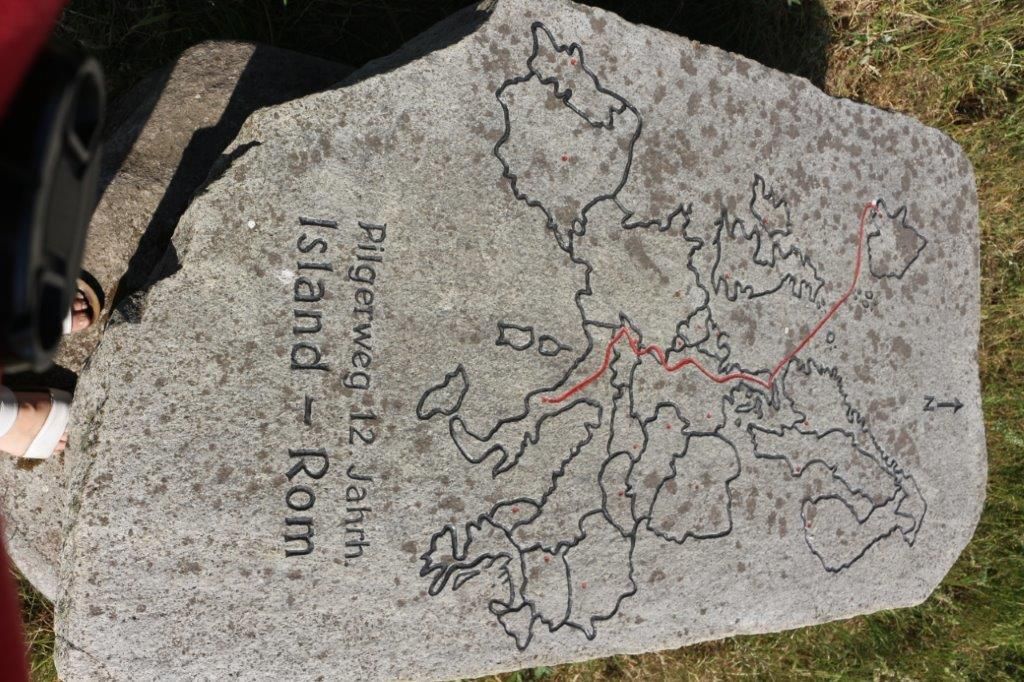 N
Pilgerweg 12. Jahrh
Island – Rom